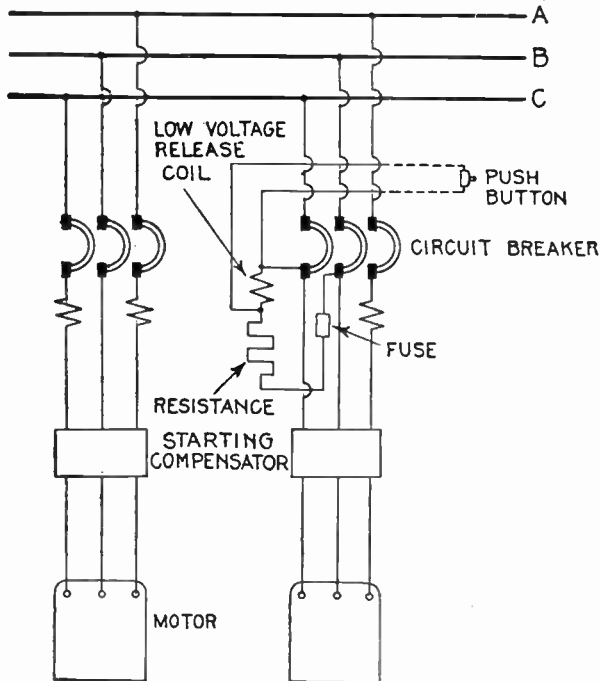 A
B
C
LOW VOLTAGE
RELEASE
COIL
PUSH
BUTTON
CIRCUIT BREAKER
FUSE
RESISTANCE
STARTING
COMPENSATOR
MOTOR